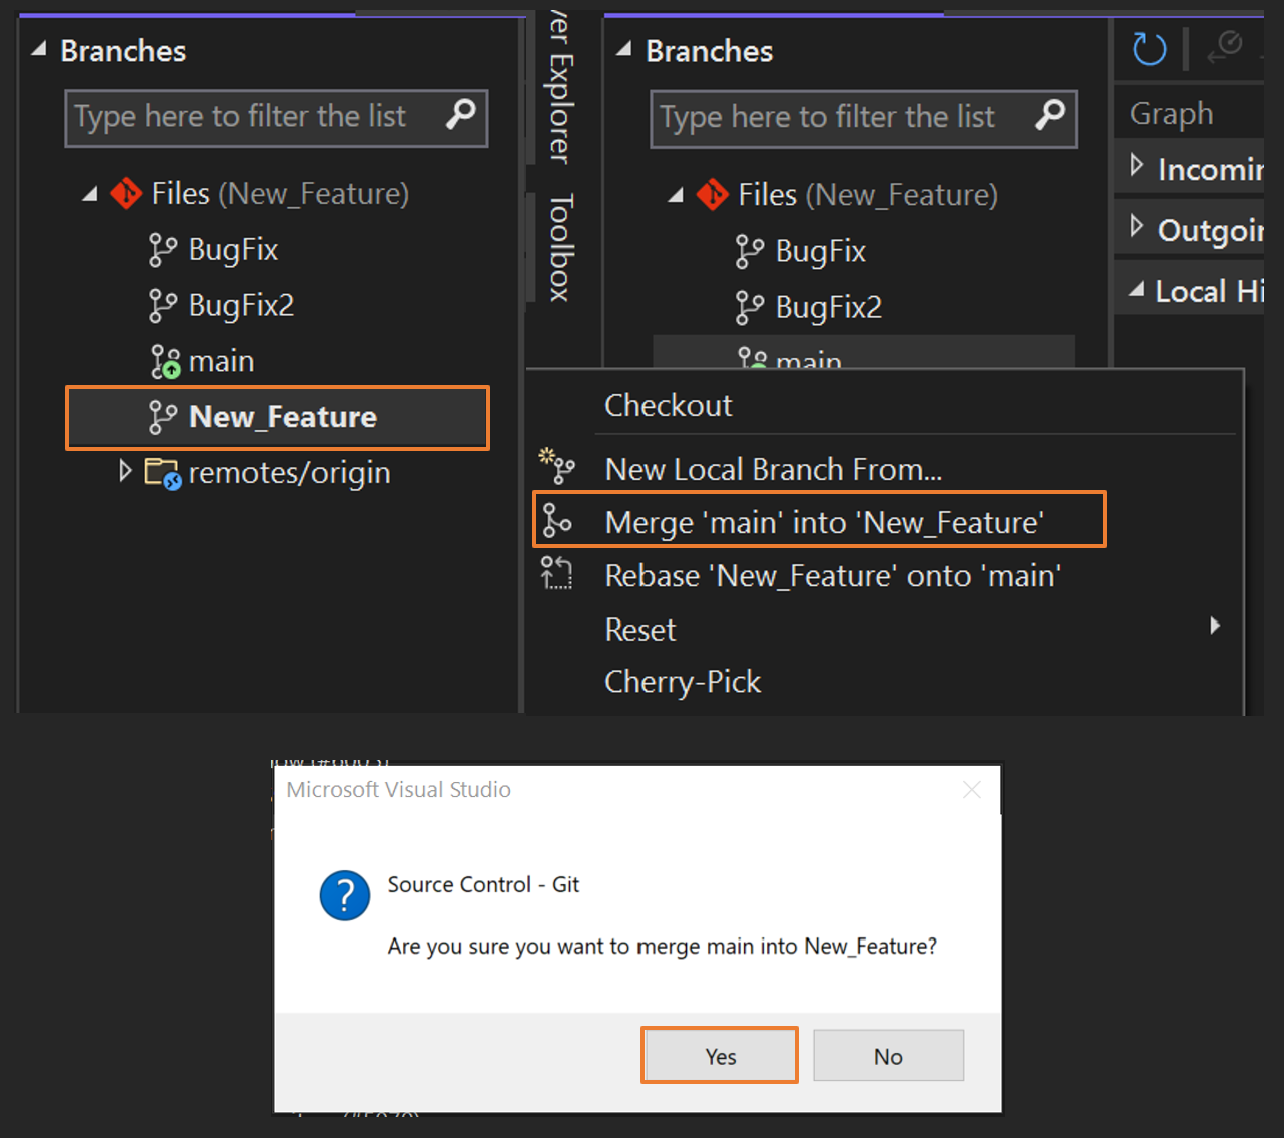 Branches
Type here to filter the list
Files (New_Feature)
BugFix
BugFix2
main
New_Feature
remotes/origin
ver Explorer
Toolbox
Branches
Type here to filter the list
Files (New_Feature)
BugFix
BugFix2
main
Graph
Incomin
Outgoin
Local Hi
Checkout
New Local Branch From...
Merge 'main' into 'New_Feature'
Rebase 'New_Feature' onto 'main'
Reset
Cherry-Pick
Microsoft Visual Studio
Source Control - Git
Are you sure you want to merge main into New_Feature?
Yes
No